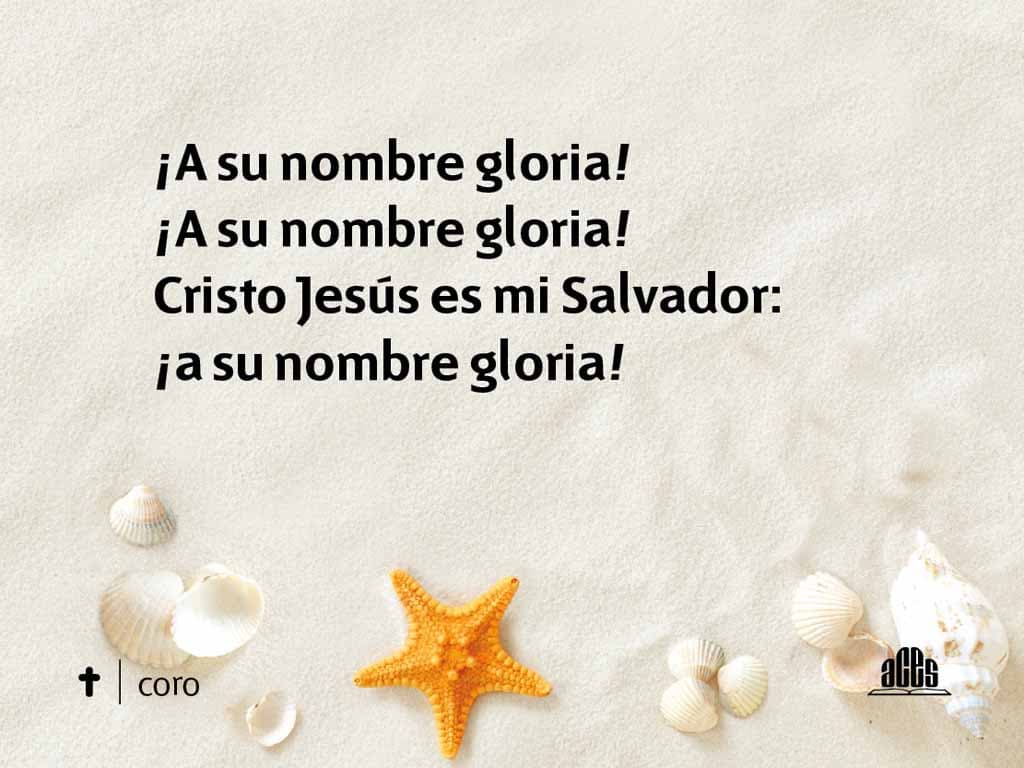 ¡A su nombre gloria!
¡A su nombre gloria!
Cristo Jesús es mi Salvador:
¡a su nombre gloria!
coro
aces